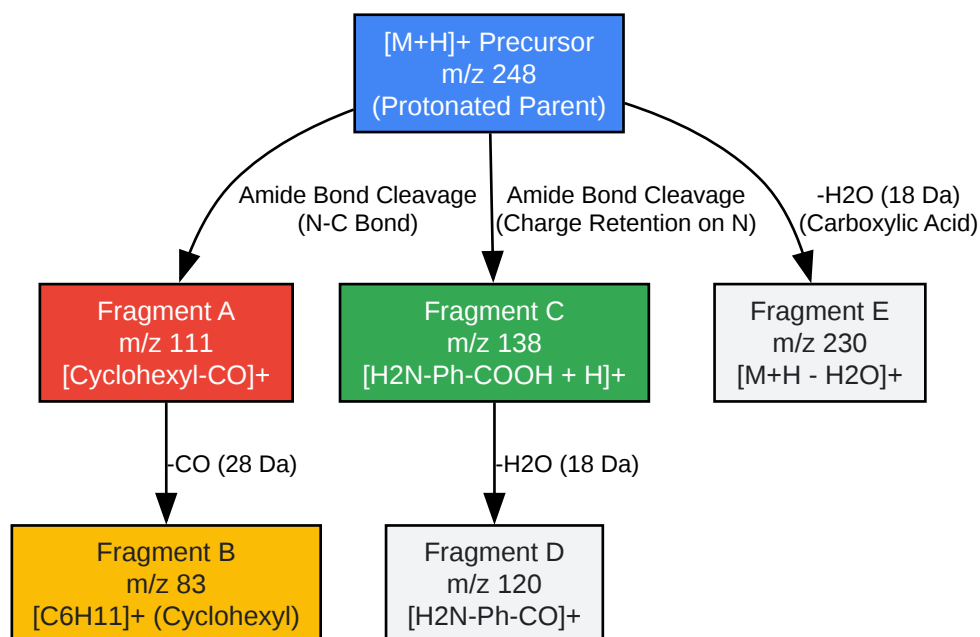 [M+H]+ Precursor
m/z 248
(Protonated Parent)
Amide Bond Cleavage
(N-C Bond)
Amide Bond Cleavage
(Charge Retention on N)
-H2O (18 Da)
(Carboxylic Acid)
Fragment A
m/z 111
[Cyclohexyl-CO]+
Fragment C
m/z 138
[H2N-Ph-COOH + H]+
Fragment E
m/z 230
[M+H - H2O]+
-CO (28 Da)
-H2O (18 Da)
Fragment B
m/z 83
[C6H11]+ (Cyclohexyl)
Fragment D
m/z 120
[H2N-Ph-CO]+